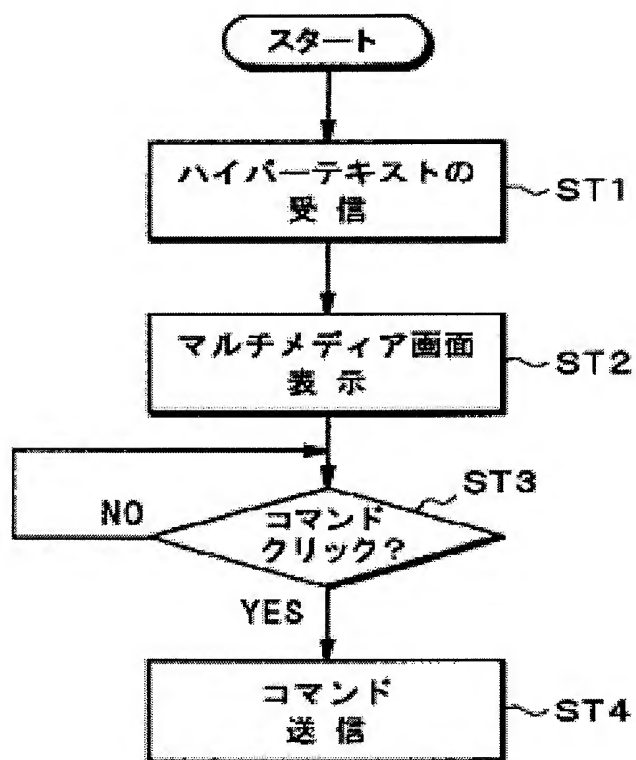 スタート
ハイパーテキストの
受信
ST1
マルチメディア画面
表示
ST2
ST3
NO
コマンド
クリック?
YES
コマンド
送信
ST4